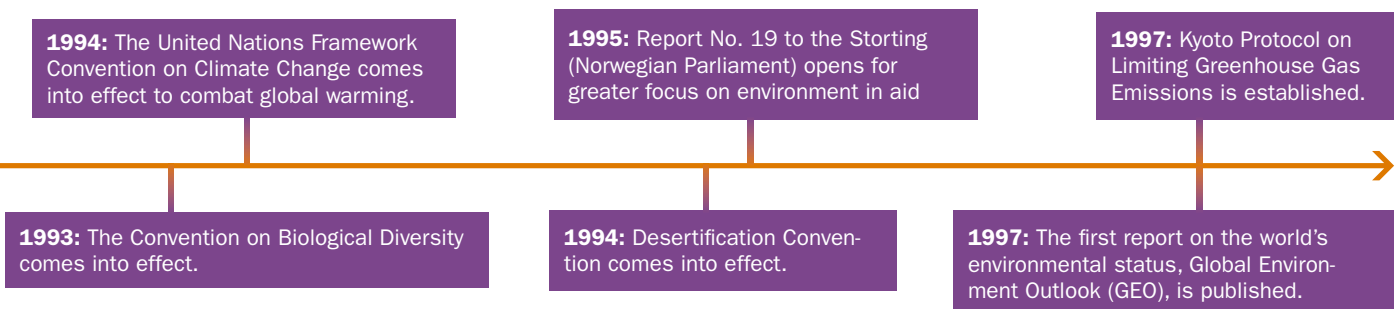 1994: The United Nations Framework
Convention on Climate Change comes
into effect to combat global warming.
1995: Report No. 19 to the Storting
(Norwegian Parliament) opens for
greater focus on environment in aid
1997: Kyoto Protocol on
Limiting Greenhouse Gas
Emissions is established.
1993: The Convention on Biological Diversity
comes into effect.
1994: Desertification Conven-
tion comes into effect.
1997: The first report on the world's
environmental status, Global Environ-
ment Outlook (GEO), is published.